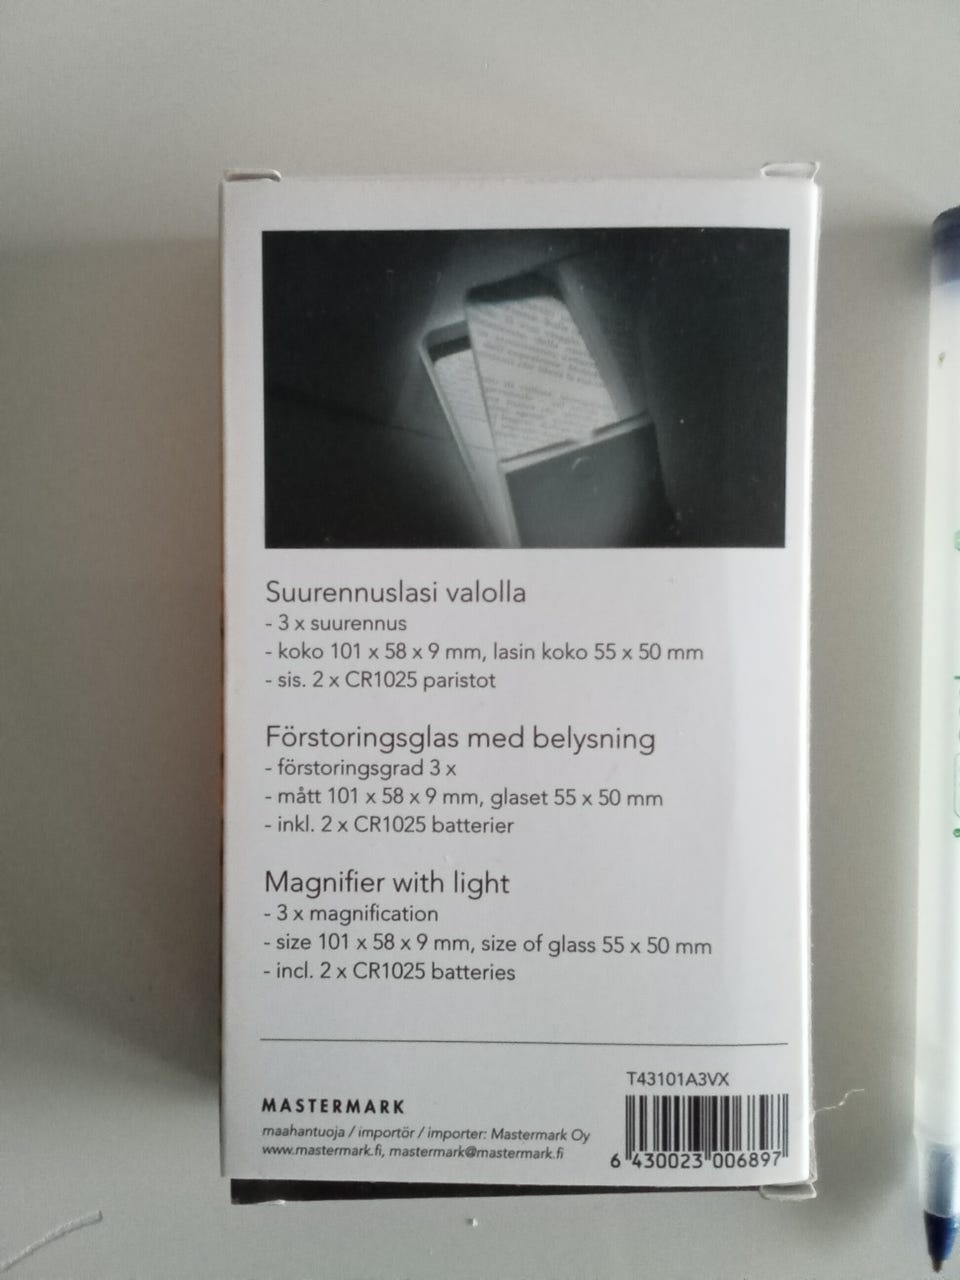 Suurennuslasi valolla
- 3 x suurennus
- koko 101 x 58 x 9 mm, lasin koko 55 x 50 mm
- sis. 2 x CR1025 paristot
Förstoringsglas med belysning
- förstoringsgrad 3 x
- mått 101 x 58 x 9 mm, glaset 55 x 50 mm
- inkl. 2 x CR1025 batterier
Magnifier with light
- 3 x magnification
- size 101 x 58 x 9 mm, size of glass 55 x 50 mm
- incl. 2 x CR1025 batteries
T43101A3VX
MASTERMARK
maahantuoja / importör / importer: Mastermark Oy
www.mastermark.fi, mastermark@mastermark.fi
6 430023 006897